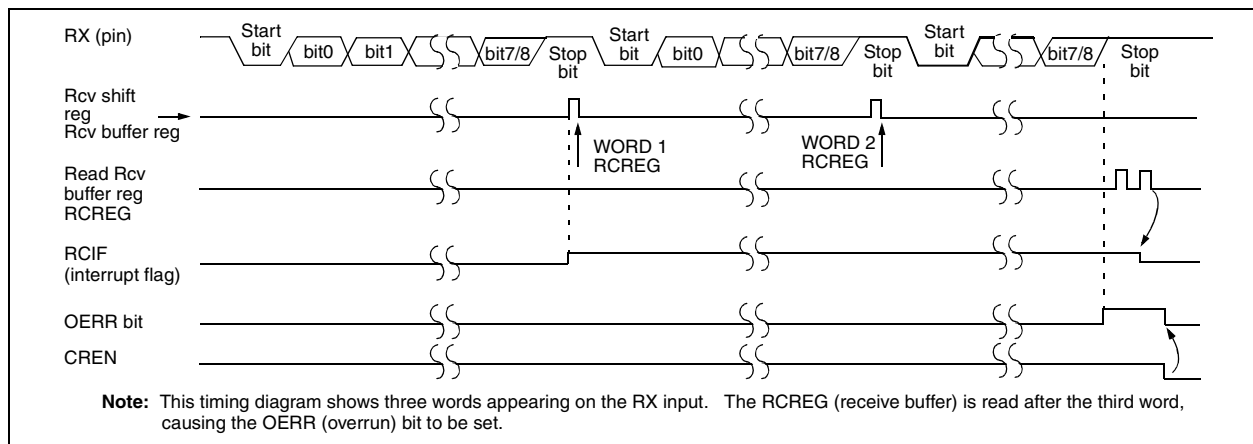 RX (pin)
Start
bit
bit0
bit1
bit7/8
Stop
bit
Start
bit
bit0
bit7/8
Stop
bit
Start
bit
bit7/8
Stop
bit
Rcv shift
reg
Rcv buffer reg
WORD 1
RCREG
WORD 2
RCREG
Read Rcv
buffer reg
RCREG
RCIF
(interrupt flag)
OERR bit
CREN
Note: This timing diagram shows three words appearing on the RX input. The RCREG (receive buffer) is read after the third word,
causing the OERR (overrun) bit to be set.